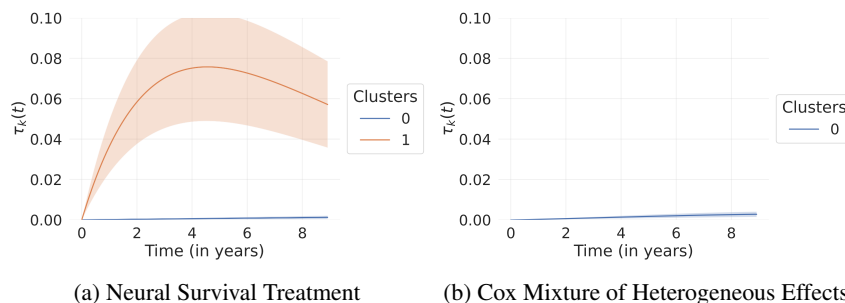 0.10
0.08
0.06
0.04
0.02
0.00
τk(t)
0 2 4 6 8
Time (in years)
Clusters
0
1
(a) Neural Survival Treatment
0.10
0.08
0.06
0.04
0.02
0.00
τk(t)
0 2 4 6 8
Time (in years)
Clusters
0
(b) Cox Mixture of Heterogeneous Effects